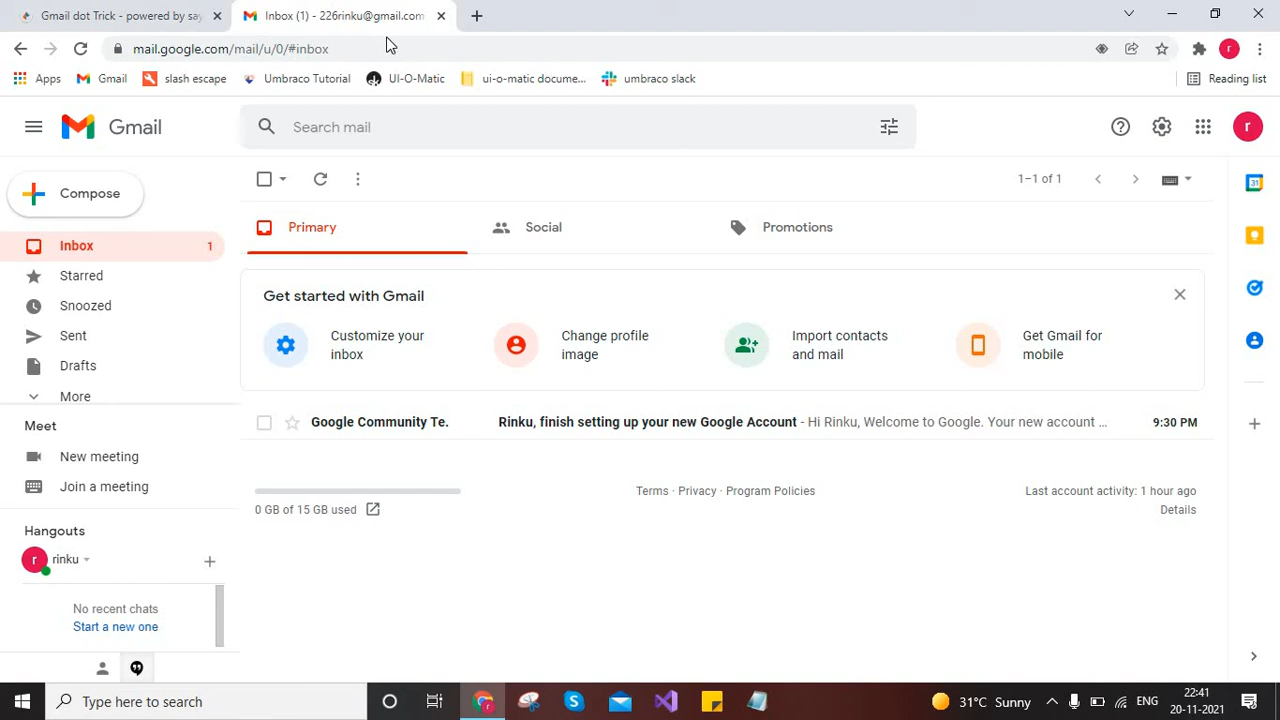 Gmail dot Trick - powered by say
Inbox (1) - 226rinku@gmail.com
mail.google.com/mail/u/0/#inbox
r
Apps
Gmail
slash escape
Umbraco Tutorial
UI-O-Matic
ui-o-matic docume...
umbraco slack
Reading list
Gmail
Search mail
r
Compose
1–1 of 1
31
Primary
Social
Promotions
Inbox
1
Starred
Snoozed
Sent
Drafts
More
Get started with Gmail
Customize your
inbox
Change profile
image
Import contacts
and mail
Get Gmail for
mobile
Google Community Te.
Rinku, finish setting up your new Google Account - Hi Rinku, Welcome to Google. Your new account ...
9:30 PM
Meet
New meeting
Join a meeting
0 GB of 15 GB used
Terms · Privacy · Program Policies
Last account activity: 1 hour ago
Details
Hangouts
r
rinku
No recent chats
Start a new one
Type here to search
r
31°C Sunny
ENG
22:41
20-11-2021